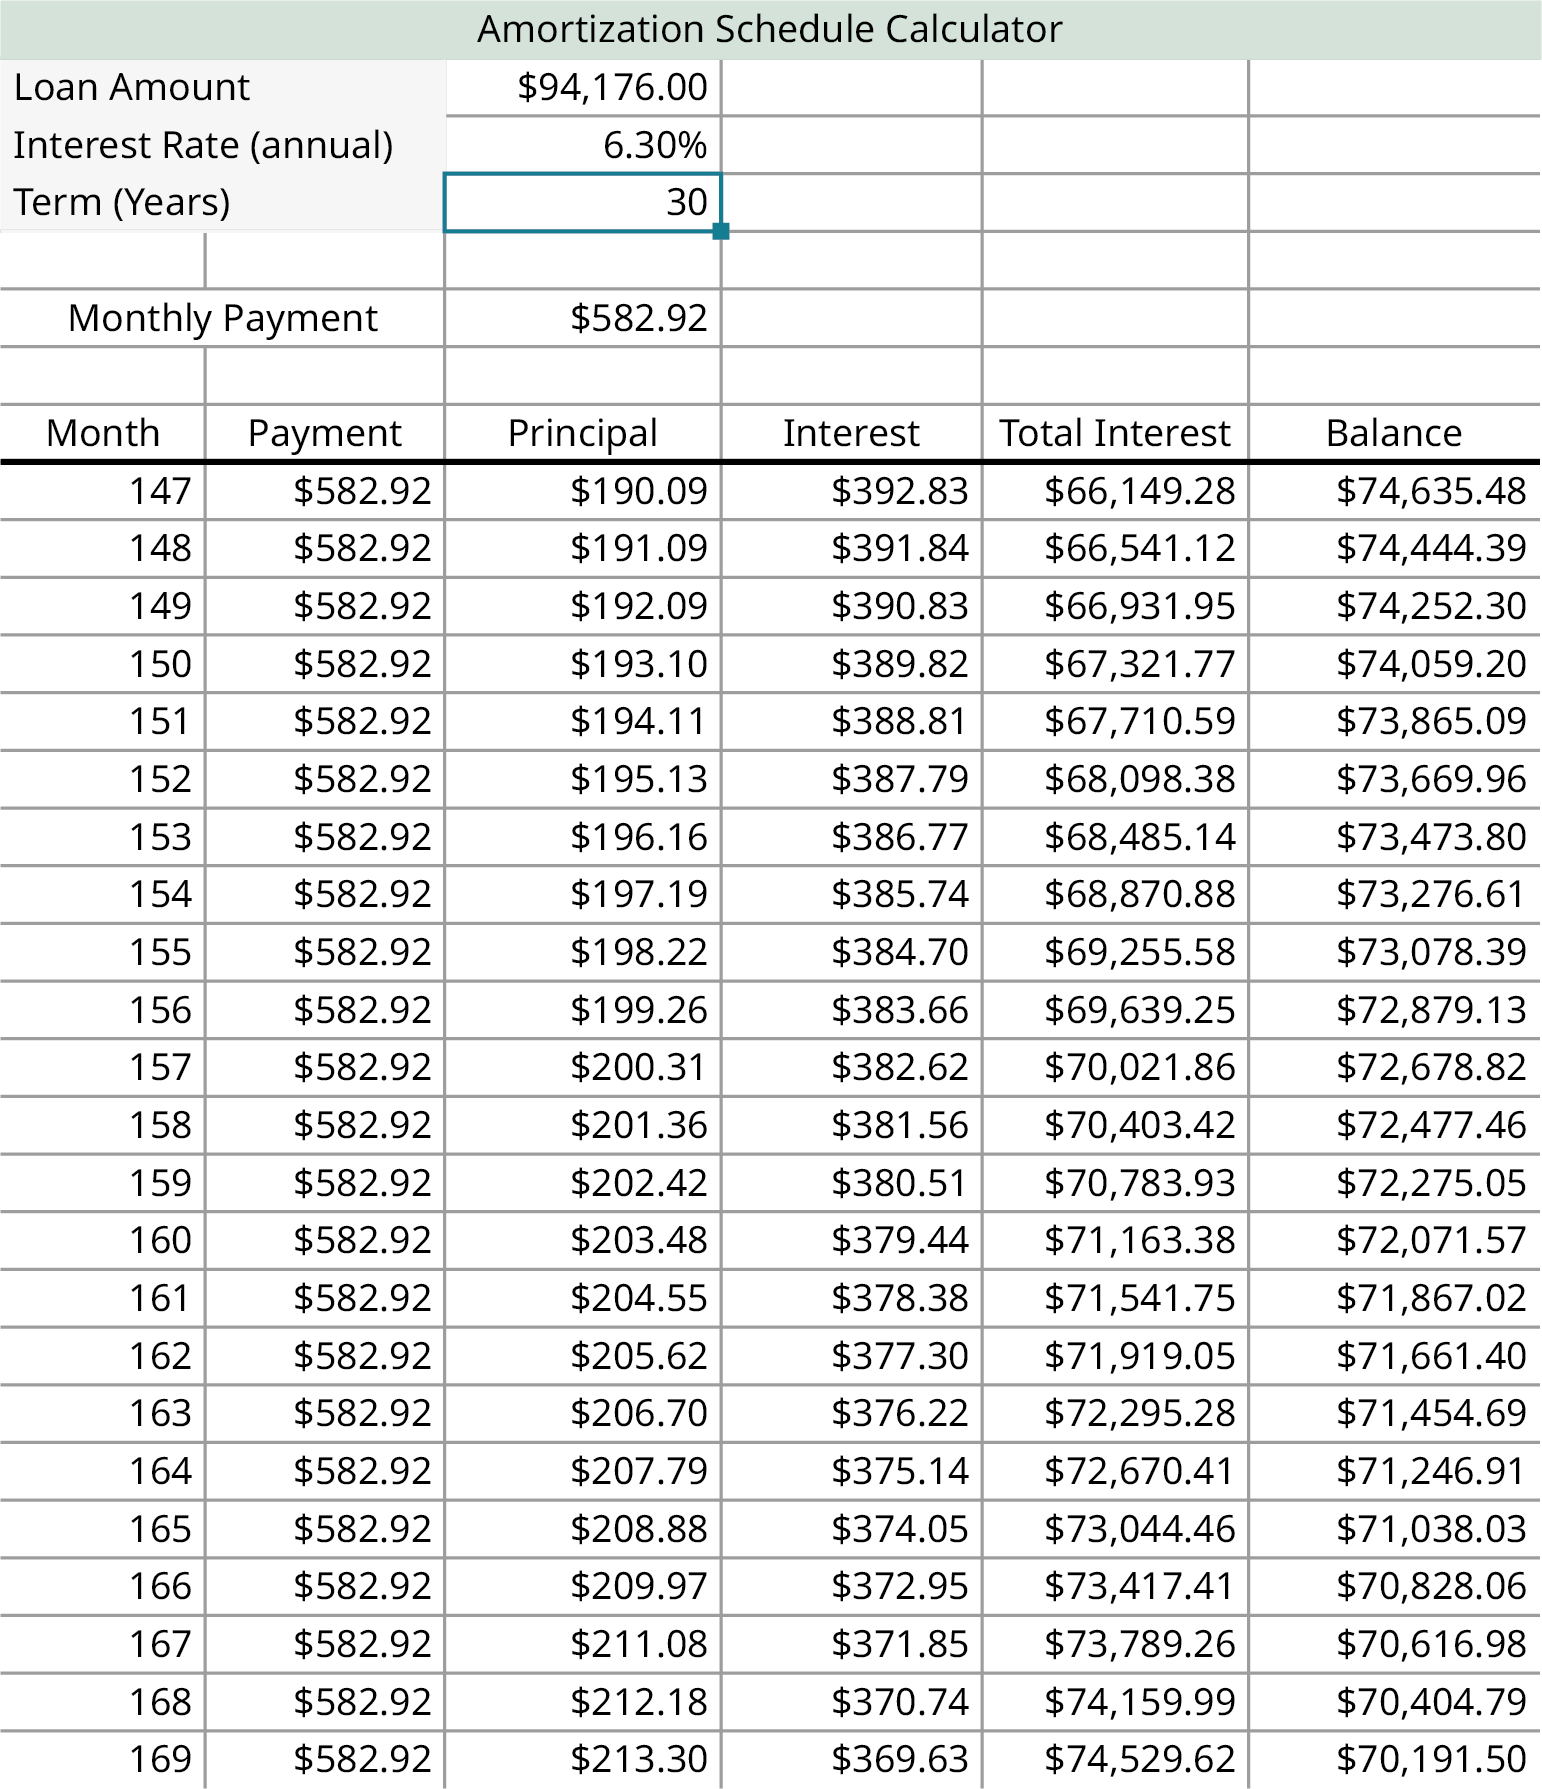 Amortization Schedule Calculator
Loan Amount $94,176.00
Interest Rate (annual) 6.30%
Term (Years) 30
Monthly Payment $582.92
Month Payment Principal Interest Total Interest Balance
147 $582.92 $190.09 $392.83 $66,149.28 $74,635.48
148 $582.92 $191.09 $391.84 $66,541.12 $74,444.39
149 $582.92 $192.09 $390.83 $66,931.95 $74,252.30
150 $582.92 $193.10 $389.82 $67,321.77 $74,059.20
151 $582.92 $194.11 $388.81 $67,710.59 $73,865.09
152 $582.92 $195.13 $387.79 $68,098.38 $73,669.96
153 $582.92 $196.16 $386.77 $68,485.14 $73,473.80
154 $582.92 $197.19 $385.74 $68,870.88 $73,276.61
155 $582.92 $198.22 $384.70 $69,255.58 $73,078.39
156 $582.92 $199.26 $383.66 $69,639.25 $72,879.13
157 $582.92 $200.31 $382.62 $70,021.86 $72,678.82
158 $582.92 $201.36 $381.56 $70,403.42 $72,477.46
159 $582.92 $202.42 $380.51 $70,783.93 $72,275.05
160 $582.92 $203.48 $379.44 $71,163.38 $72,071.57
161 $582.92 $204.55 $378.38 $71,541.75 $71,867.02
162 $582.92 $205.62 $377.30 $71,919.05 $71,661.40
163 $582.92 $206.70 $376.22 $72,295.28 $71,454.69
164 $582.92 $207.79 $375.14 $72,670.41 $71,246.91
165 $582.92 $208.88 $374.05 $73,044.46 $71,038.03
166 $582.92 $209.97 $372.95 $73,417.41 $70,828.06
167 $582.92 $211.08 $371.85 $73,789.26 $70,616.98
168 $582.92 $212.18 $370.74 $74,159.99 $70,404.79
169 $582.92 $213.30 $369.63 $74,529.62 $70,191.50